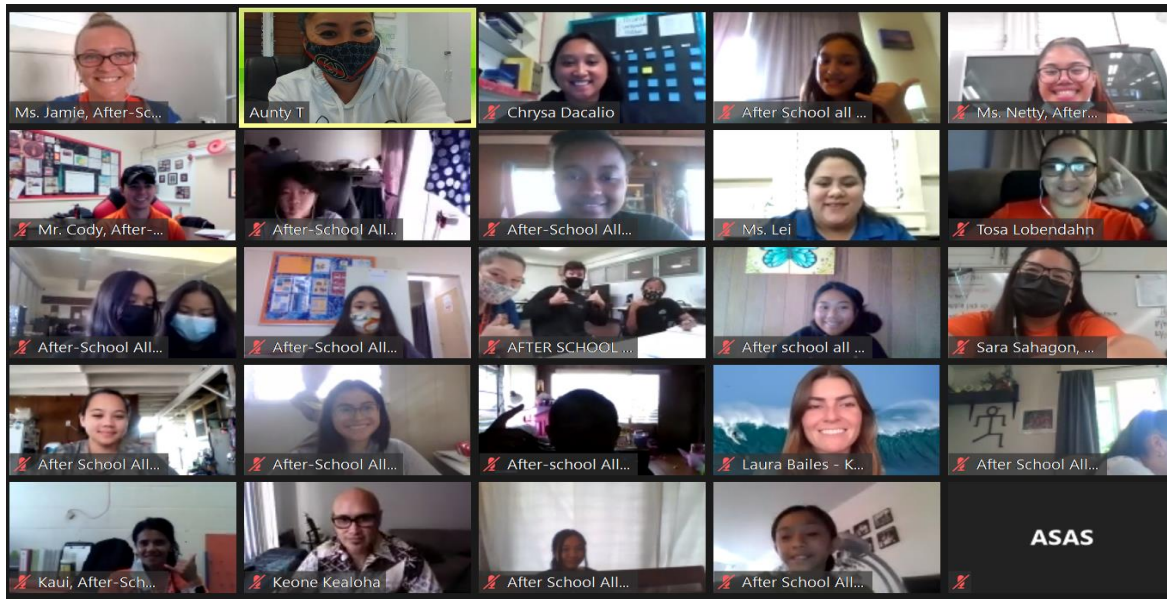 Ms. Jamie, After-Sc...
Aunty T
Chrysa Dacalio
After School all ...
Ms. Netty, After...
Mr. Cody, After-...
After-School All...
After-School All...
Ms. Lei
Tosa Lobendahn
After-School All...
After-School All...
AFTER SCHOOL ...
After school all ...
Sara Sahagon, ...
After School All...
After-School All...
After-school All...
Laura Bailes - K...
After School All...
Kaui, After-Sch...
Keone Kealoha
After School All...
After School All...
ASAS